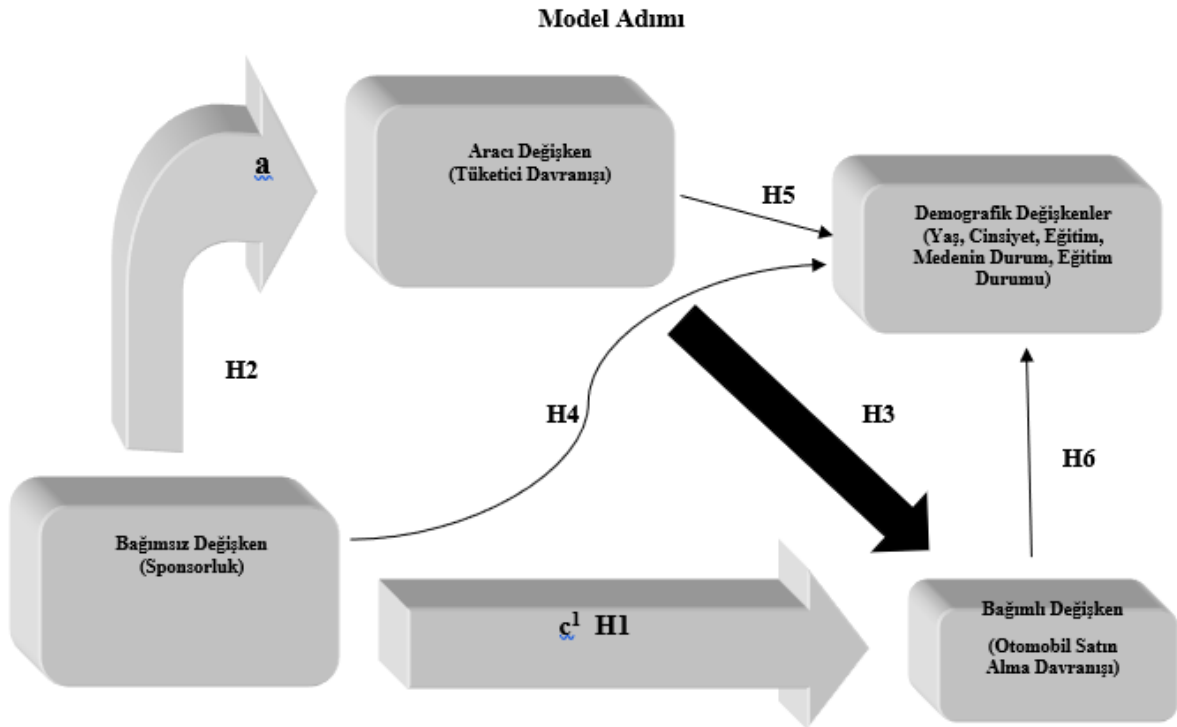 Model Adımı
a
Aracı Değişken
(Tüketici Davranışı)
H5
Demografik Değişkenler
(Yaş, Cinsiyet, Eğitim,
Medenin Durum, Eğitim
Durumu)
H2
H4
H3
H6
Bağımsız Değişken
(Sponsorluk)
c¹ H1
Bağımlı Değişken
(Otomobil Satın
Alma Davranışı)